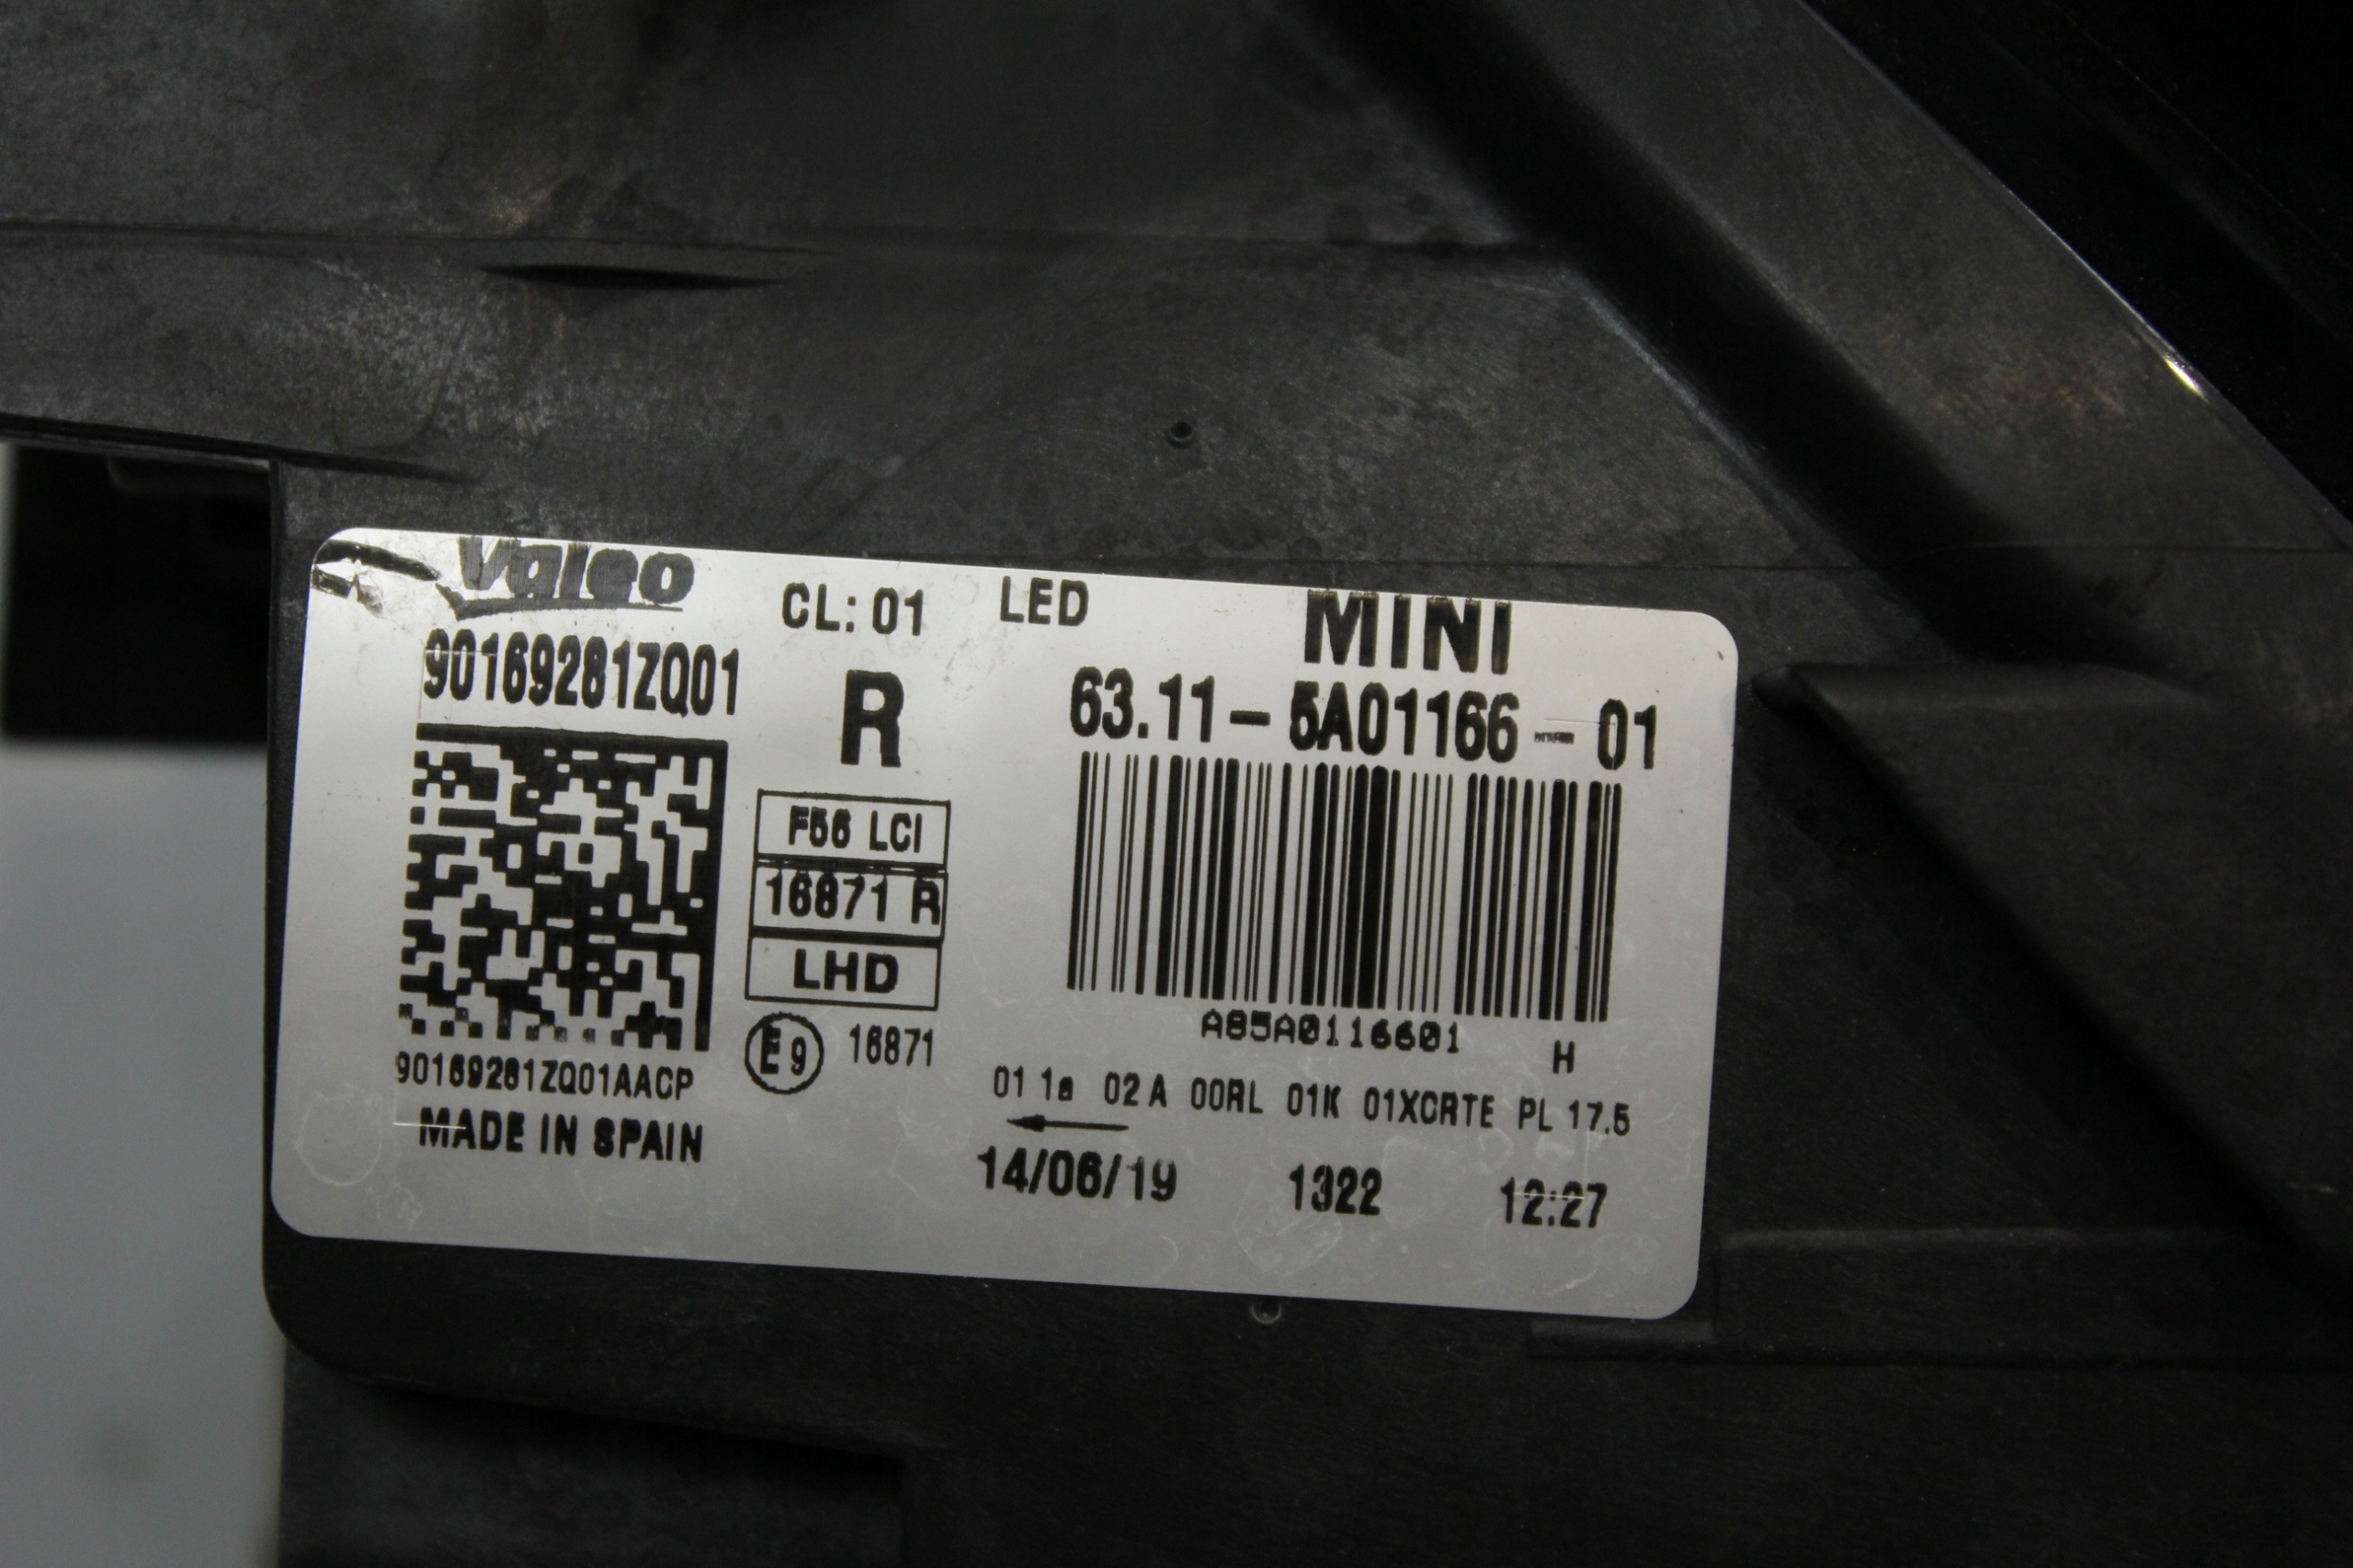 Valeo
CL: 01
LED
MINI
90169281ZQ01
R
63.11-5A01166-01
F56 LCI
16871 R
LHD
E9
16871
A85A0116601
H
90169281ZQ01AACP
MADE IN SPAIN
01 1a 02A 00RL 01K 01XCRTE PL 17.5
14/06/19 1322 12:27